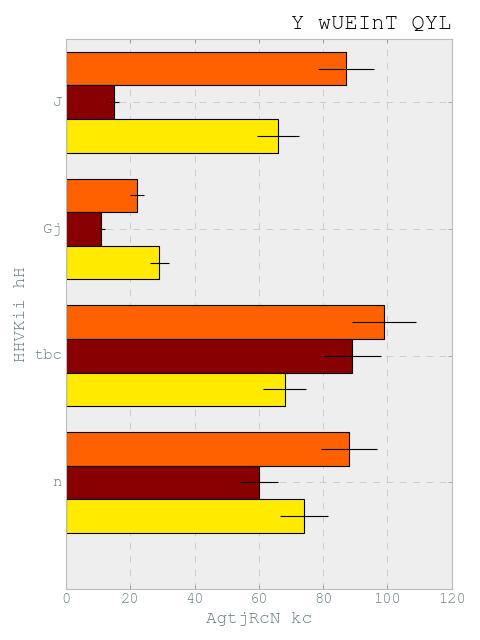 Y wUEInT QYL
J
Gj
tbc
n
HHVKii hH
0 20 40 60 80 100 120
AgtjRcN kc